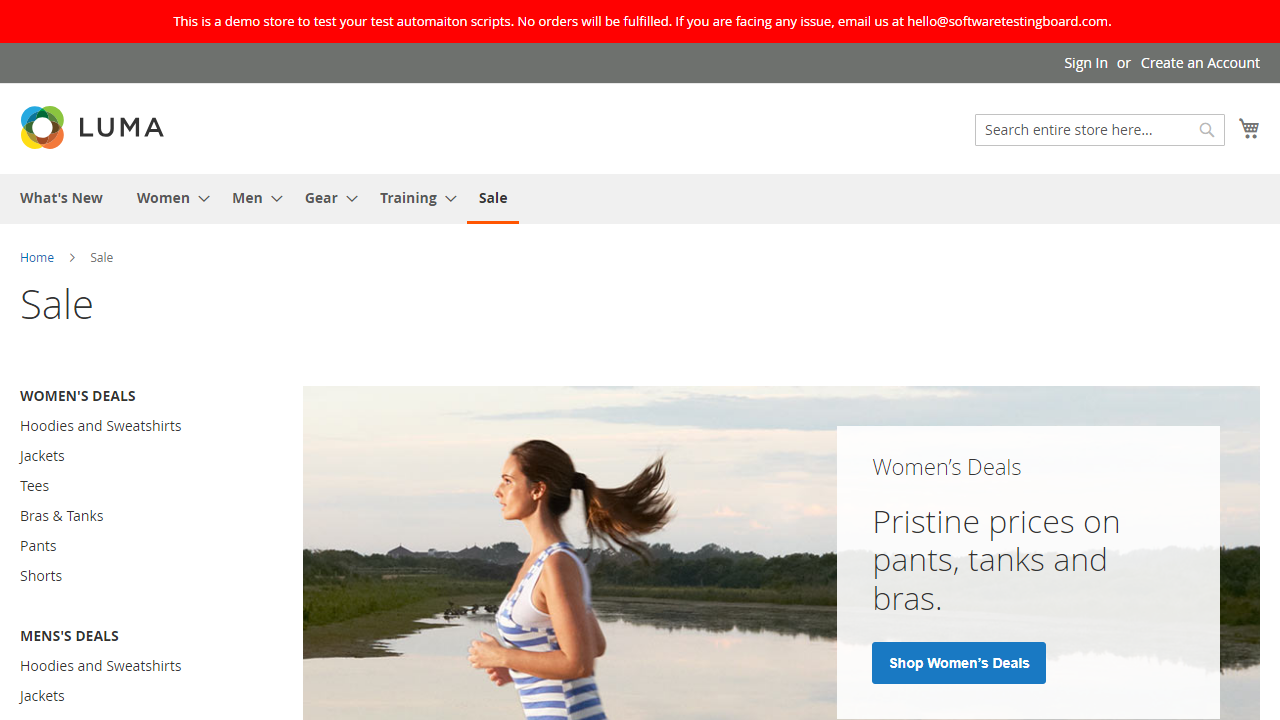 This is a demo store to test your test automaiton scripts. No orders will be fulfilled. If you are facing any issue, email us at hello@softwaretestingboard.com.
Sign In or Create an Account
LUMA
Search entire store here...
What's New Women Men Gear Training Sale
Home Sale
Sale
WOMEN'S DEALS
Hoodies and Sweatshirts
Jackets
Tees
Bras & Tanks
Pants
Shorts
MENS'S DEALS
Hoodies and Sweatshirts
Jackets
Women’s Deals
Pristine prices on
pants, tanks and
bras.
Shop Women’s Deals